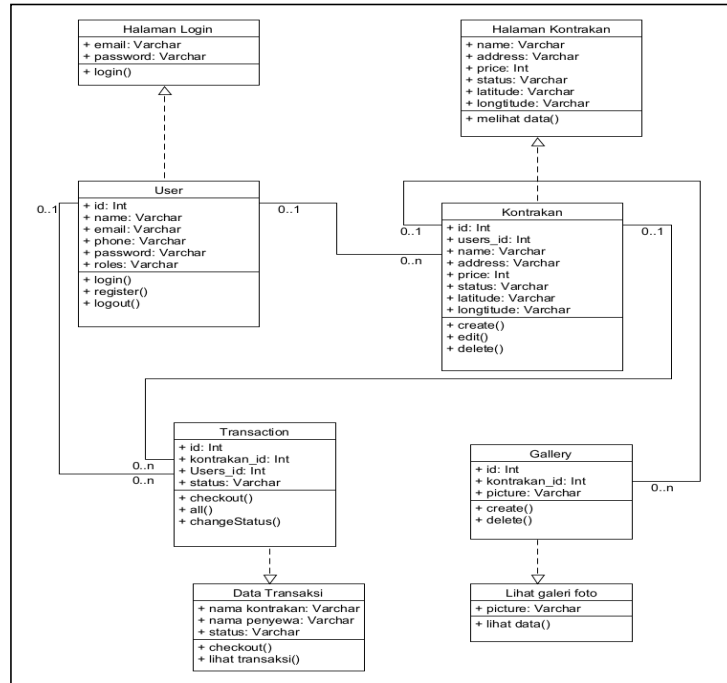 Halaman Login
+ email: Varchar
+ password: Varchar
+ login()
Halaman Kontrakan
+ name: Varchar
+ address: Varchar
+ price: Int
+ status: Varchar
+ latitude: Varchar
+ longtitude: Varchar
+ melihat data()
User
+ id: Int
+ name: Varchar
+ email: Varchar
+ phone: Varchar
+ password: Varchar
+ roles: Varchar
+ login()
+ register()
+ logout()
0..1
0..1
0..1
0..n
0..1
Kontrakan
+ id: Int
+ users_id: Int
+ name: Varchar
+ address: Varchar
+ price: Int
+ status: Varchar
+ latitude: Varchar
+ longtitude: Varchar
+ create()
+ edit()
+ delete()
Transaction
+ id: Int
+ kontrakan_id: Int
+ Users_id: Int
+ status: Varchar
+ checkout()
+ all()
+ changeStatus()
0..n
0..n
Gallery
+ id: Int
+ kontrakan_id: Int
+ picture: Varchar
+ create()
+ delete()
0..n
Data Transaksi
+ nama kontrakan: Varchar
+ nama penyewa: Varchar
+ status: Varchar
+ checkout()
+ lihat transaksi()
Lihat galeri foto
+ picture: Varchar
+ lihat data()